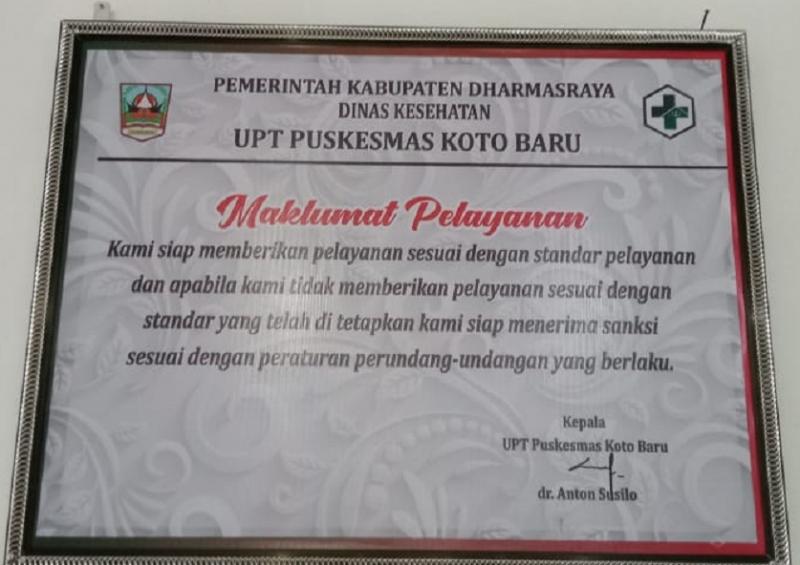 PEMERINTAH KABUPATEN DHARMASRAYA
DINAS KESEHATAN
UPT PUSKESMAS KOTO BARU
Maklumat Pelayanan
Kami siap memberikan pelayanan sesuai dengan standar pelayanan
dan apabila kami tidak memberikan pelayanan sesuai dengan
standar yang telah di tetapkan kami siap menerima sanksi
sesuai dengan peraturan perundang-undangan yang berlaku.
Kepala
UPT Puskesmas Koto Baru
dr. Anton Susilo